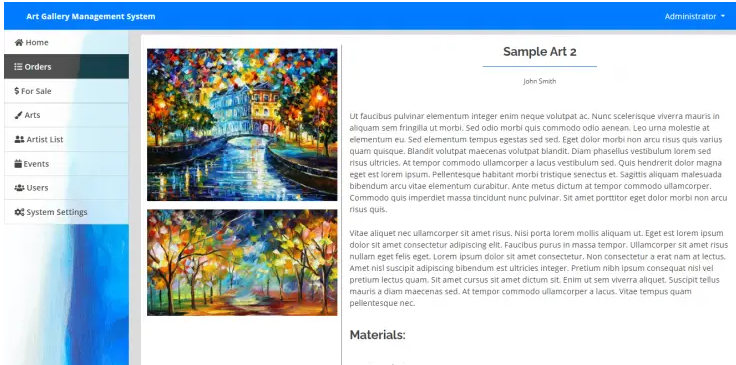 Art Gallery Management System
Administrator
Home
Orders
For Sale
Arts
Artist List
Events
Users
System Settings
Sample Art 2
John Smith
Ut faucibus pulvinar elementum integer enim neque volutpat ac. Nunc scelerisque viverra mauris in
aliquam sem fringilla ut morbi. Sed odio morbi quis commodo odio aenean. Leo urna molestie at
elementum eu. Sed elementum tempus egestas sed sed. Eget dolor morbi non arcu risus quis varius
quam quisque. Blandit volutpat maecenas volutpat blandit. Diam phasellus vestibulum lorem sed
risus ultricies. At tempor commodo ullamcorper a lacus vestibulum sed. Quis hendrerit dolor magna
eget est lorem ipsum. Pellentesque habitant morbi tristique senectus et. Sagittis aliquam malesuada
bibendum arcu vitae elementum curabitur. Ante metus dictum at tempor commodo ullamcorper.
Commodo quis imperdiet massa tincidunt nunc pulvinar. Sit amet porttitor eget dolor morbi non arcu
risus quis.
Vitae aliquet nec ullamcorper sit amet risus. Nisi porta lorem mollis aliquam ut. Eget est lorem ipsum
dolor sit amet consectetur adipiscing elit. Faucibus purus in massa tempor. Ullamcorper sit amet risus
nullam eget felis eget. Lorem ipsum dolor sit amet consectetur. Non consectetur a erat nam at lectus.
Amet nisl suscipit adipiscing bibendum est ultricies integer. Pretium nibh ipsum consequat nisl vel
pretium lectus quam. Sit amet cursus sit amet dictum sit. Enim ut sem viverra aliquet. Suscipit tellus
mauris a diam maecenas sed. At tempor commodo ullamcorper a lacus. Vitae tempus quam
pellentesque nec.
Materials: